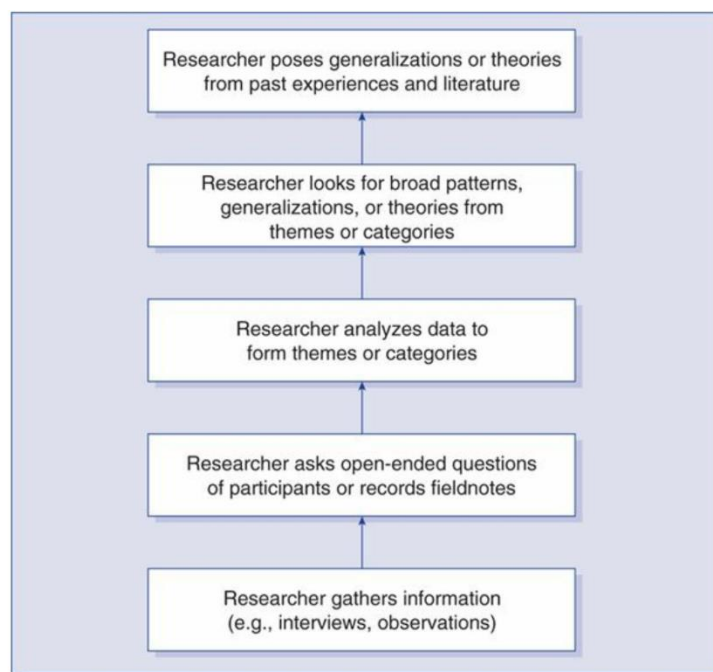 Researcher poses generalizations or theories
from past experiences and literature
Researcher looks for broad patterns,
generalizations, or theories from
themes or categories
Researcher analyzes data to
form themes or categories
Researcher asks open-ended questions
of participants or records fieldnotes
Researcher gathers information
(e.g., interviews, observations)